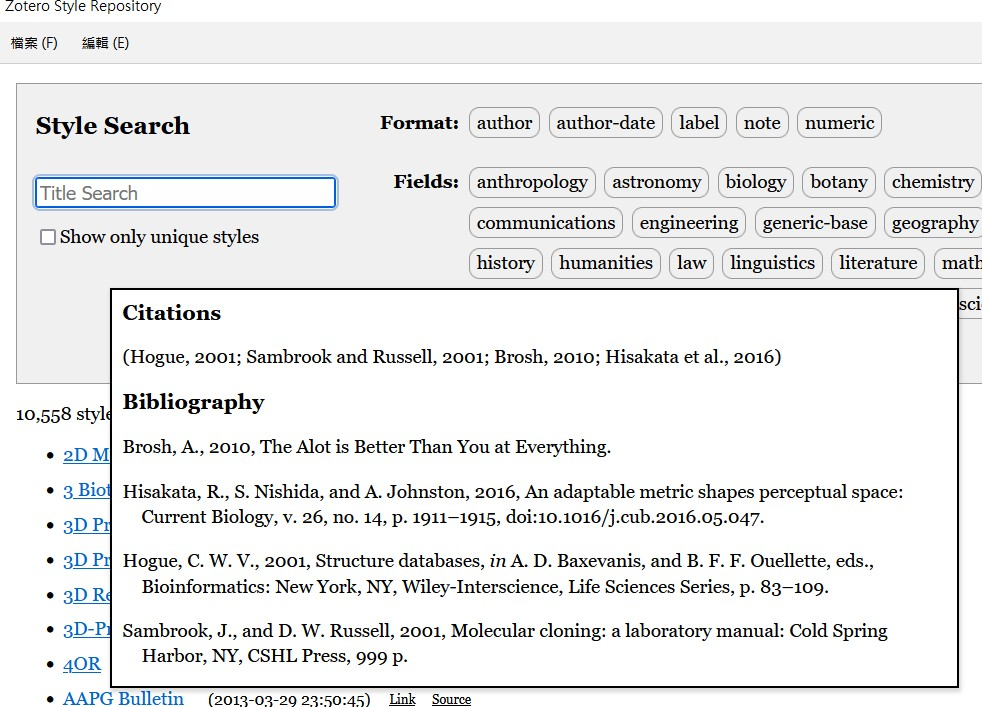 Zotero Style Repository
檔案 (F) 編輯 (E)
Style Search
Title Search
Show only unique styles
Format: author author-date label note numeric
Fields: anthropology astronomy biology botany chemistry
communications engineering generic-base geography
history humanities law linguistics literature math
sci
10,558 style
2D M
3 Biot
3D Pr
3D Pr
3D Re
3D-Pr
4OR
AAPG Bulletin (2013-03-29 23:50:45) Link Source
Citations
(Hogue, 2001; Sambrook and Russell, 2001; Brosh, 2010; Hisakata et al., 2016)
Bibliography
Brosh, A., 2010, The Alot is Better Than You at Everything.
Hisakata, R., S. Nishida, and A. Johnston, 2016, An adaptable metric shapes perceptual space:
Current Biology, v. 26, no. 14, p. 1911–1915, doi:10.1016/j.cub.2016.05.047.
Hogue, C. W. V., 2001, Structure databases, in A. D. Baxevanis, and B. F. F. Ouellette, eds.,
Bioinformatics: New York, NY, Wiley-Interscience, Life Sciences Series, p. 83–109.
Sambrook, J., and D. W. Russell, 2001, Molecular cloning: a laboratory manual: Cold Spring
Harbor, NY, CSHL Press, 999 p.